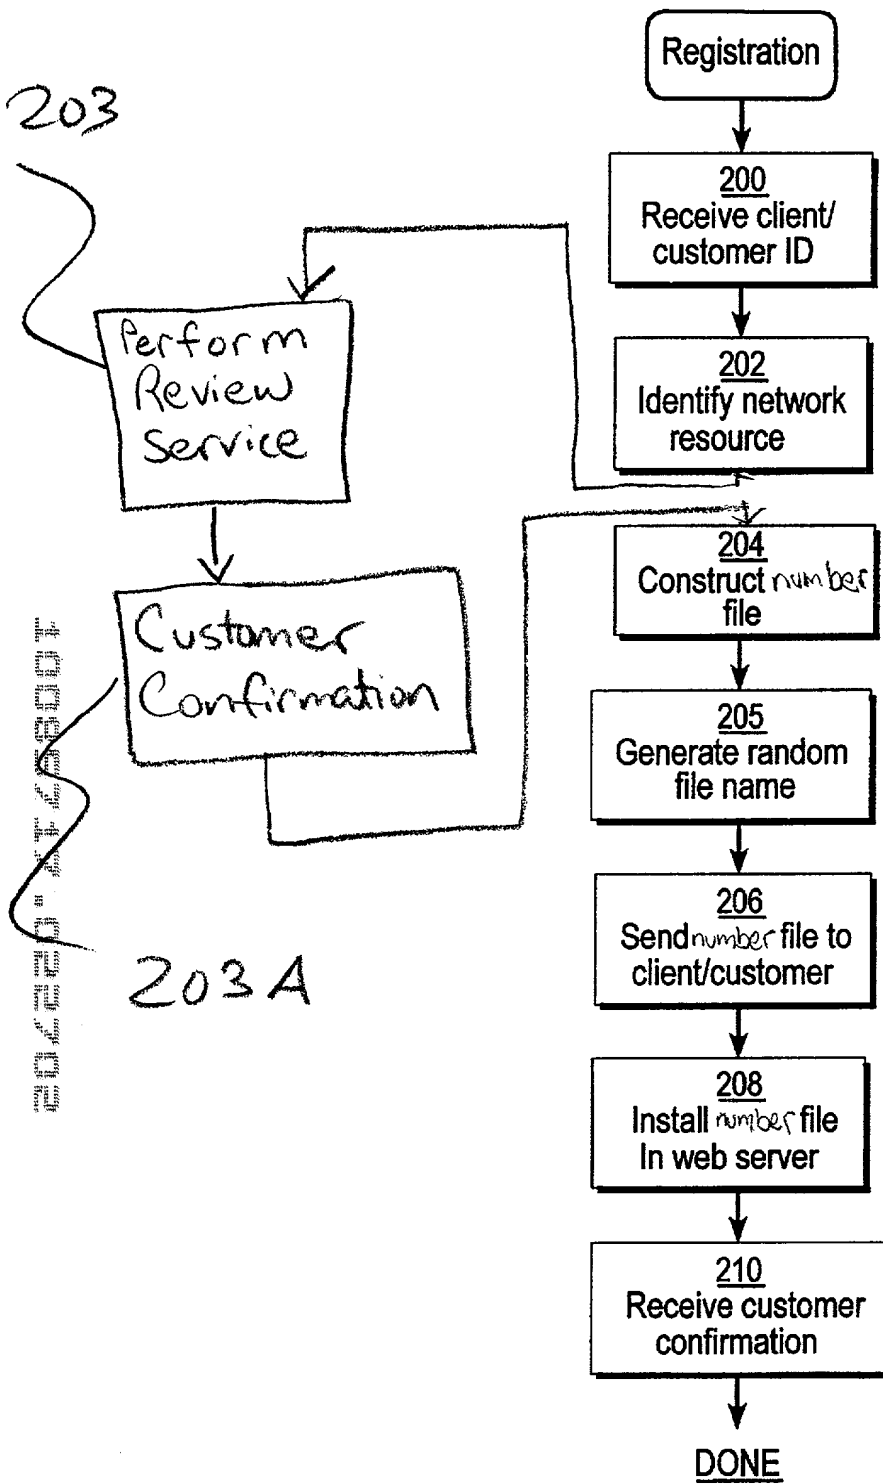 Registration
200
Receive client/
customer ID
202
Identify network
resource
203
Perform
Review
Service
Customer
Confirmation
203A
204
Construct number
file
205
Generate random
file name
206
Send number file to
client/customer
208
Install number file
In web server
210
Receive customer
confirmation
DONE